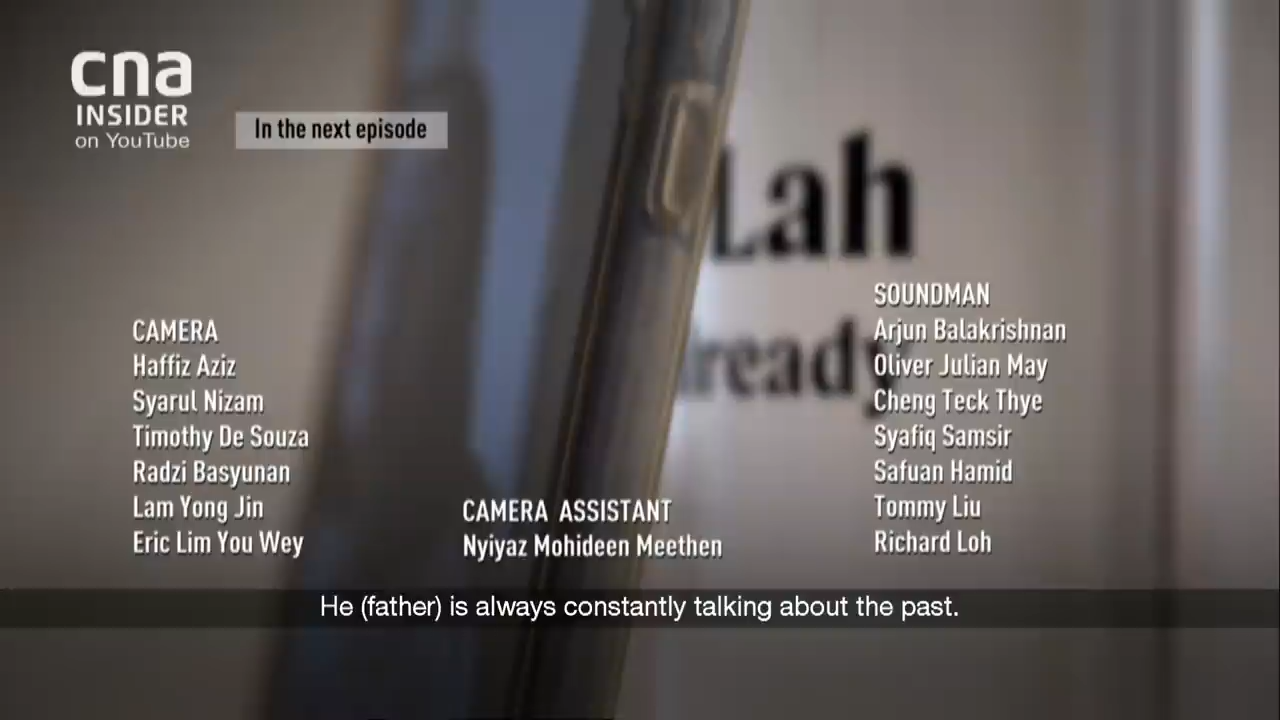 cna
INSIDER
on YouTube
In the next episode
Lah
ready
CAMERA
Haffiz Aziz
Syarul Nizam
Timothy De Souza
Radzi Basyunan
Lam Yong Jin
Eric Lim You Wey
CAMERA ASSISTANT
Nyiyaz Mohideen Meethen
SOUNDMAN
Arjun Balakrishnan
Oliver Julian May
Cheng Teck Thye
Syafiq Samsir
Safuan Hamid
Tommy Liu
Richard Loh
He (father) is always constantly talking about the past.